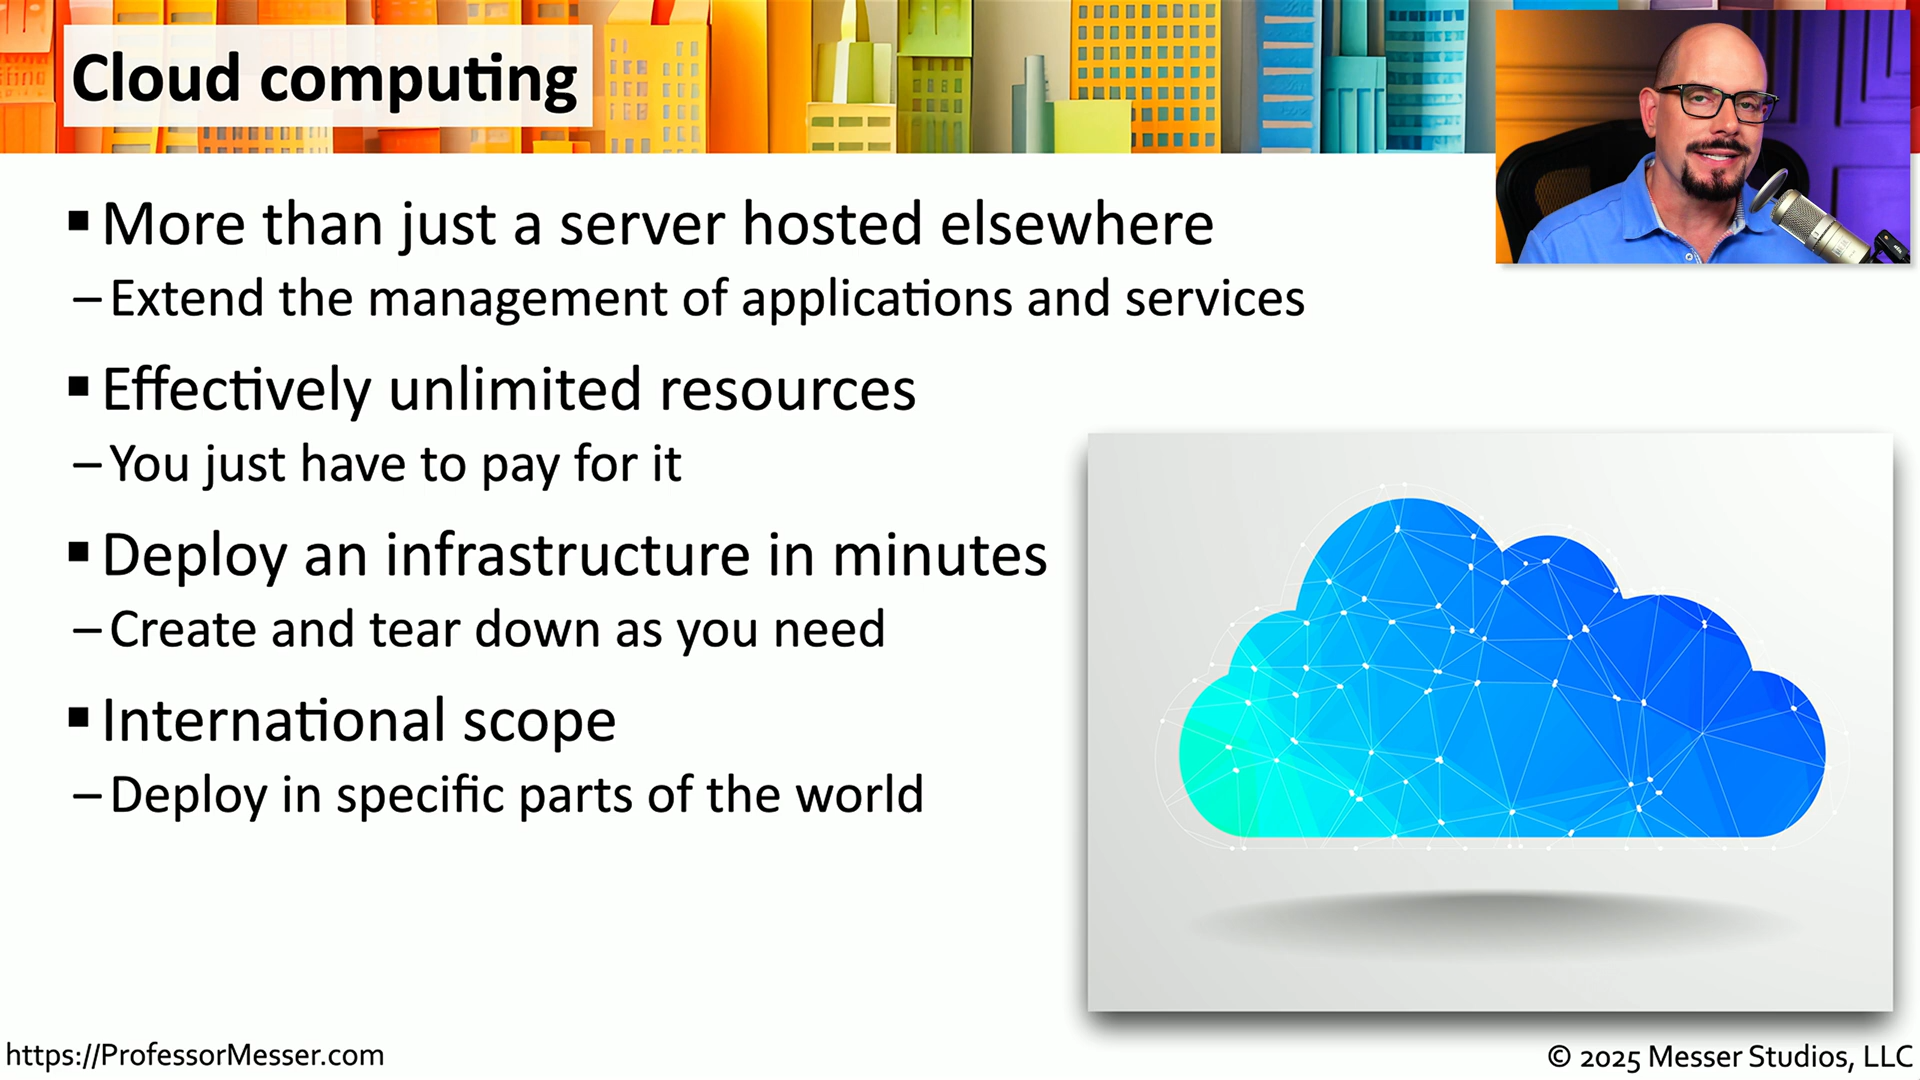 Cloud computing
▪ More than just a server hosted elsewhere
– Extend the management of applications and services
▪ Effectively unlimited resources
– You just have to pay for it
▪ Deploy an infrastructure in minutes
– Create and tear down as you need
▪ International scope
– Deploy in specific parts of the world
https://ProfessorMesser.com
© 2025 Messer Studios, LLC